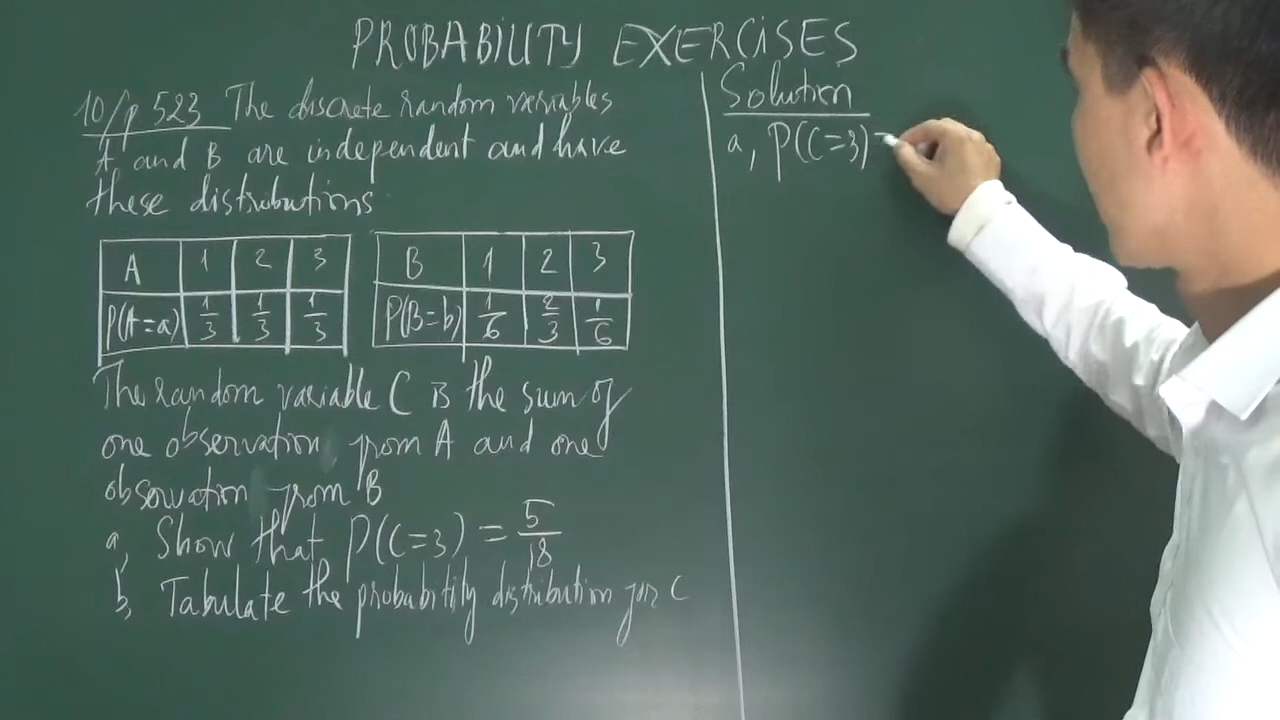 PROBABILITY EXERCISES
10/p 523 The discrete random variables
A and B are independent and have
these distributions
A 1 2 3
P(A=a) 1/3 1/3 1/3
B 1 2 3
P(B=b) 1/6 2/3 1/6
The random variable C is the sum of
one observation from A and one
observation from B
a, Show that P(C=3) = 5/18
b, Tabulate the probability distribution for C
Solution
a, P(C=3) =